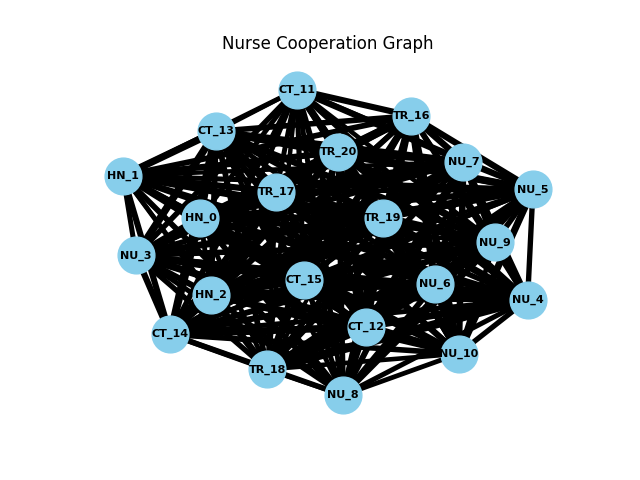 Nurse Cooperation Graph
CT_11
TR_16
CT_13
TR_20
NU_7
HN_1
NU_5
TR_17
HN_0
TR_19
NU_9
NU_3
CT_15
NU_6
HN_2
NU_4
CT_12
CT_14
NU_10
TR_18
NU_8